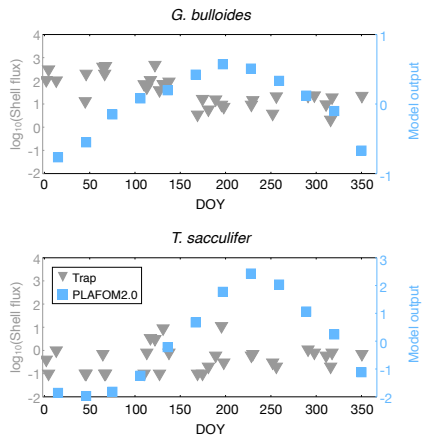 G. bulloides
4
3
2
1
0
-1
-2
log10(Shell flux)
1
0
-1
Model output
0 50 100 150 200 250 300 350
DOY
T. sacculifer
4
3
2
1
0
-1
-2
log10(Shell flux)
Trap
PLAFOM2.0
3
2
1
0
-1
-2
Model output
0 50 100 150 200 250 300 350
DOY